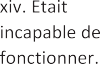 xiv. Etait
incapable de
fonctionner.